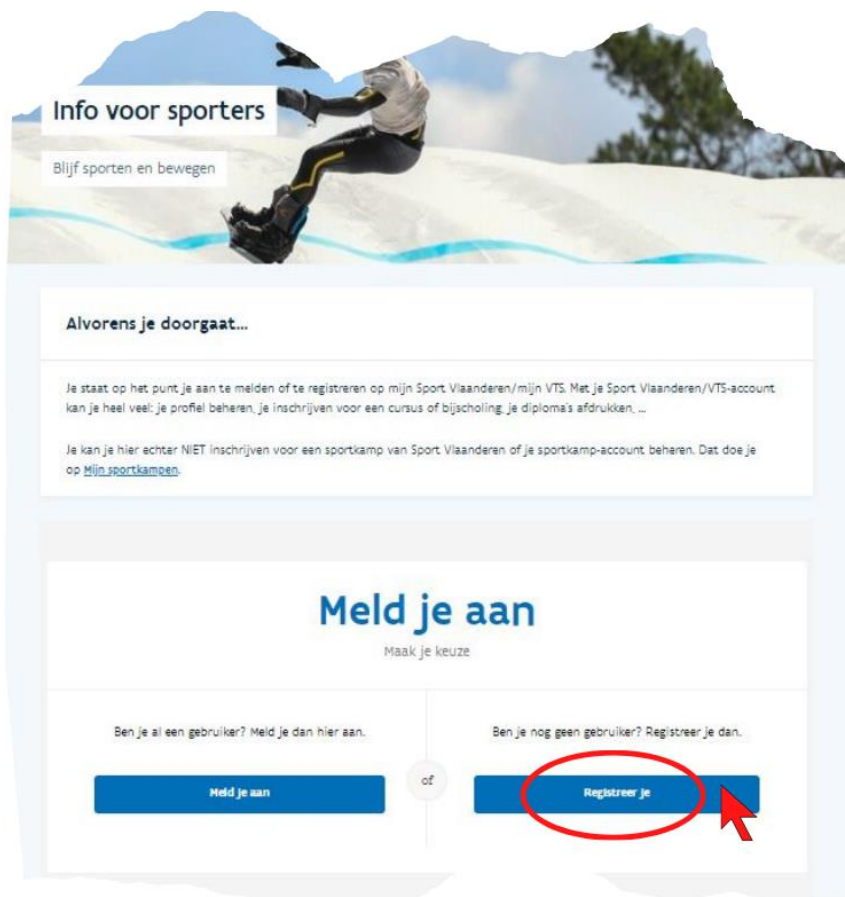 Info voor sporters
Blijf sporten en bewegen
Alvorens je doorgaat...
Je staat op het punt je aan te melden of te registreren op mijn Sport Vlaanderen/mijn VTS. Met je Sport Vlaanderen/VTS-account
kan je heel veel: je profiel beheren, je inschrijven voor een cursus of bijscholing, je diploma's afdrukken, ...
Je kan je hier echter NIET inschrijven voor een sportkamp van Sport Vlaanderen of je sportkamp-account beheren. Dat doe je
op Mijn sportkampen.
Meld je aan
Maak je keuze
Ben je al een gebruiker? Meld je dan hier aan.
Meld je aan
of
Ben je nog geen gebruiker? Registreer je dan.
Registreer je